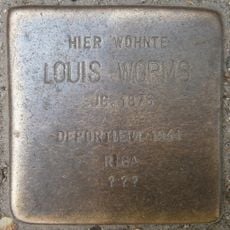 HIER WOHNTE
LOUIS WORMS
JG. 1875
DEPORTIERT 1941
RIGA
???